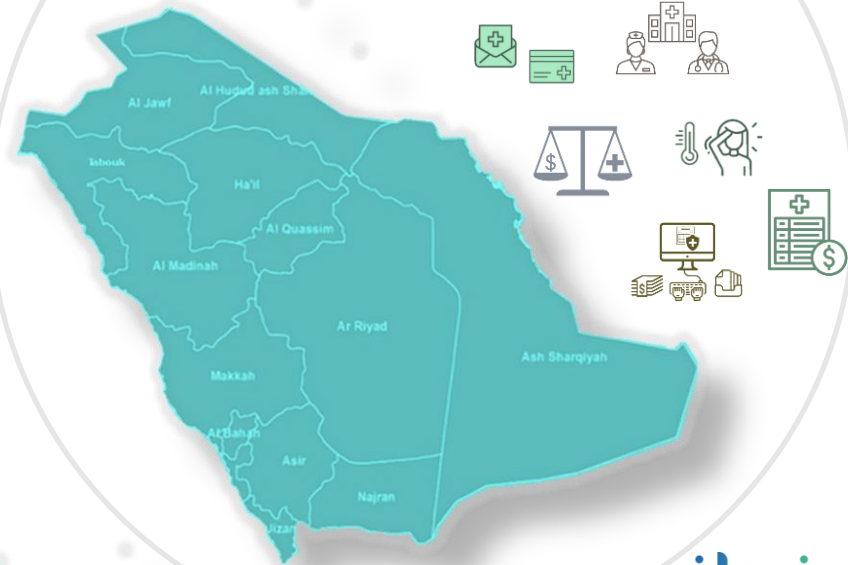 Al Jawf
Al Hudud ash Sha
Tabouk
Ha'il
Al Quassim
Al Madinah
Ar Riyad
Ash Sharqiyah
Makkah
Al Bahah
Asir
Najran
Jizan
$
$
$